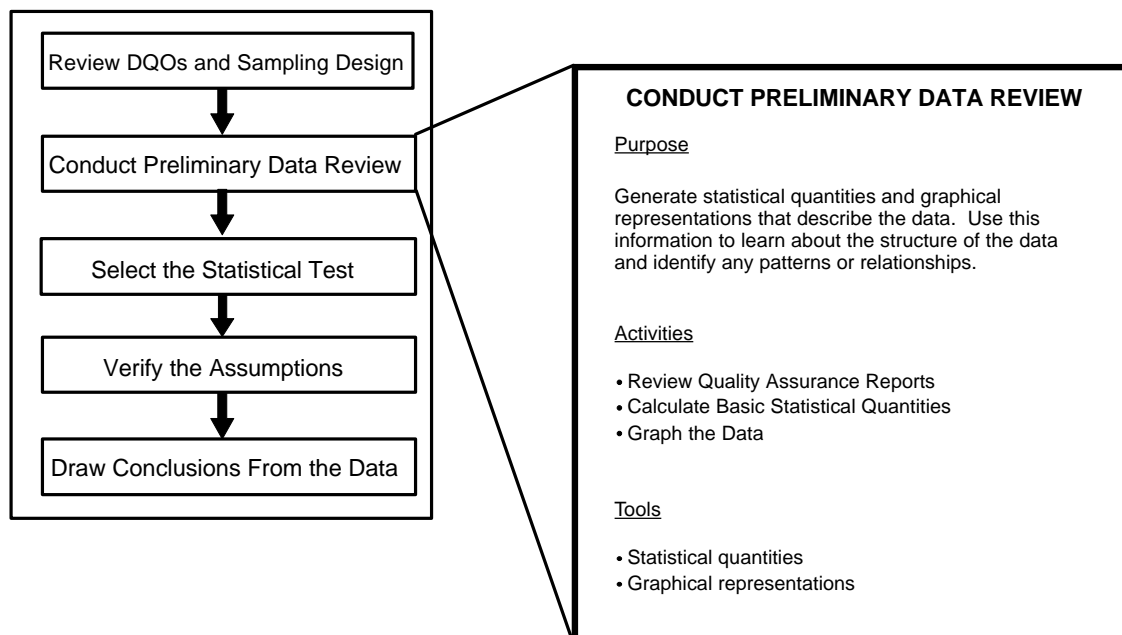 Review DQOs and Sampling Design
Conduct Preliminary Data Review
Select the Statistical Test
Verify the Assumptions
Draw Conclusions From the Data
CONDUCT PRELIMINARY DATA REVIEW
Purpose
Generate statistical quantities and graphical
representations that describe the data.  Use this
information to learn about the structure of the data
and identify any patterns or relationships.
Activities
• Review Quality Assurance Reports
• Calculate Basic Statistical Quantities
• Graph the Data
Tools
• Statistical quantities
• Graphical representations